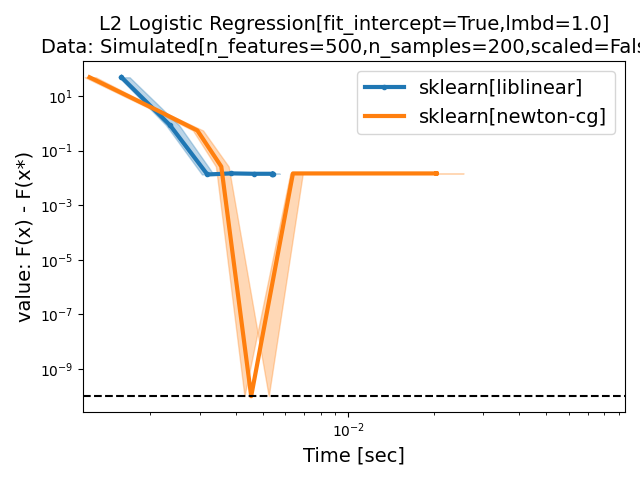 L2 Logistic Regression[fit_intercept=True,lmbd=1.0]
Data: Simulated[n_features=500,n_samples=200,scaled=Fals
sklearn[liblinear]
sklearn[newton-cg]
value: F(x) - F(x*)
10^1
10^-1
10^-3
10^-5
10^-7
10^-9
10^-2
Time [sec]